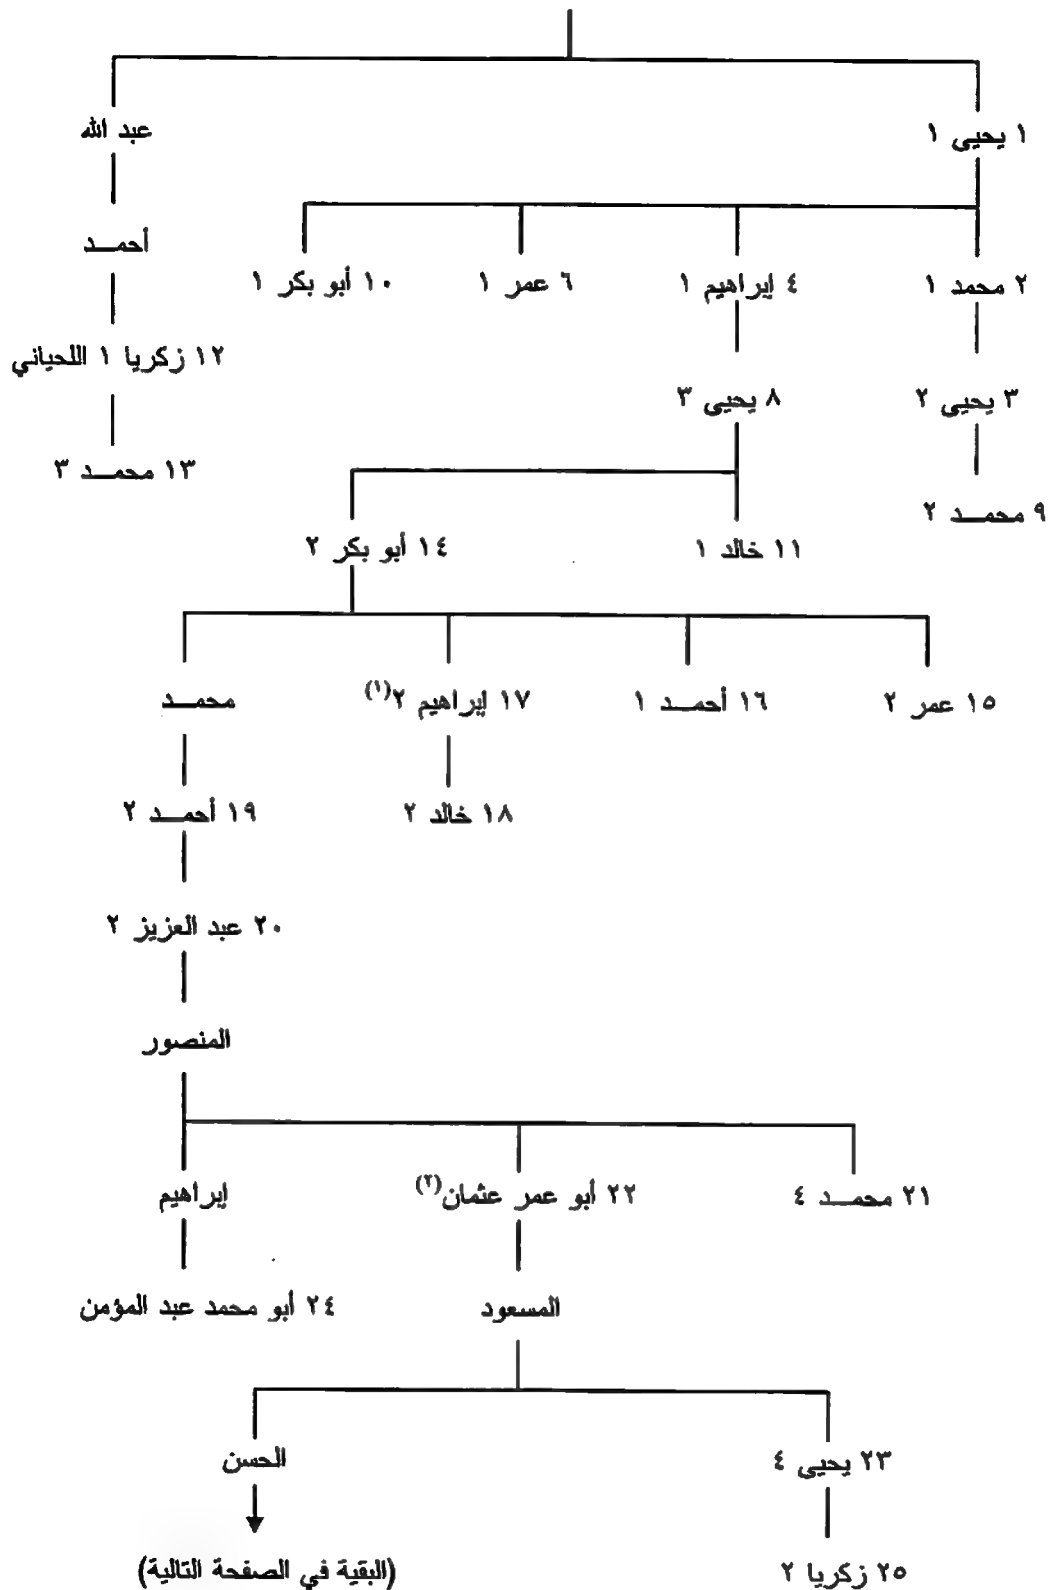 ١ يحيى ١
عبد الله
أحمـد
٢ محمد ١
٤ إبراهيم ١
٦ عمر ١
١٠ أبو بكر ١
١٢ زكريا ١ اللحياني
٣ يحيى ٢
٨ يحيى ٣
١٣ محمـد ٣
٩ محمـد ٢
١١ خالد ١
١٤ أبو بكر ٢
١٥ عمر ٢
١٦ أحمـد ١
١٧ إبراهيم ٢(١)
محمـد
١٨ خالد ٢
١٩ أحمـد ٢
٢٠ عبد العزيز ٢
المنصور
٢١ محمـد ٤
٢٢ أبو عمر عثمان(٢)
إبراهيم
المسعود
٢٤ أبو محمد عبد المؤمن
٢٣ يحيى ٤
الحسن
٢٥ زكريا ٢
(البقية في الصفحة التالية)